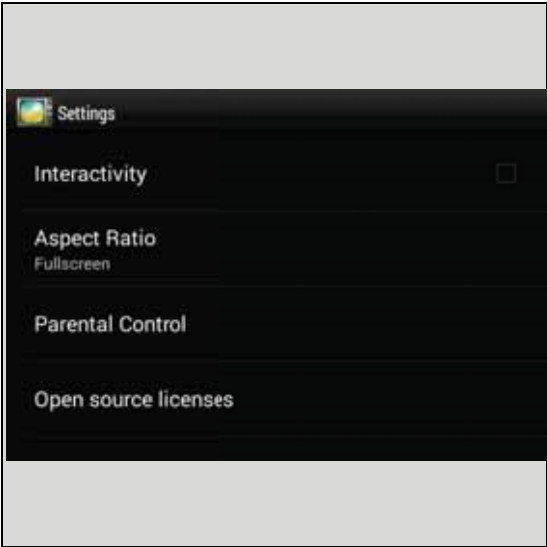 Settings
Interactivity
Aspect Ratio
Fullscreen
Parental Control
Open source licenses